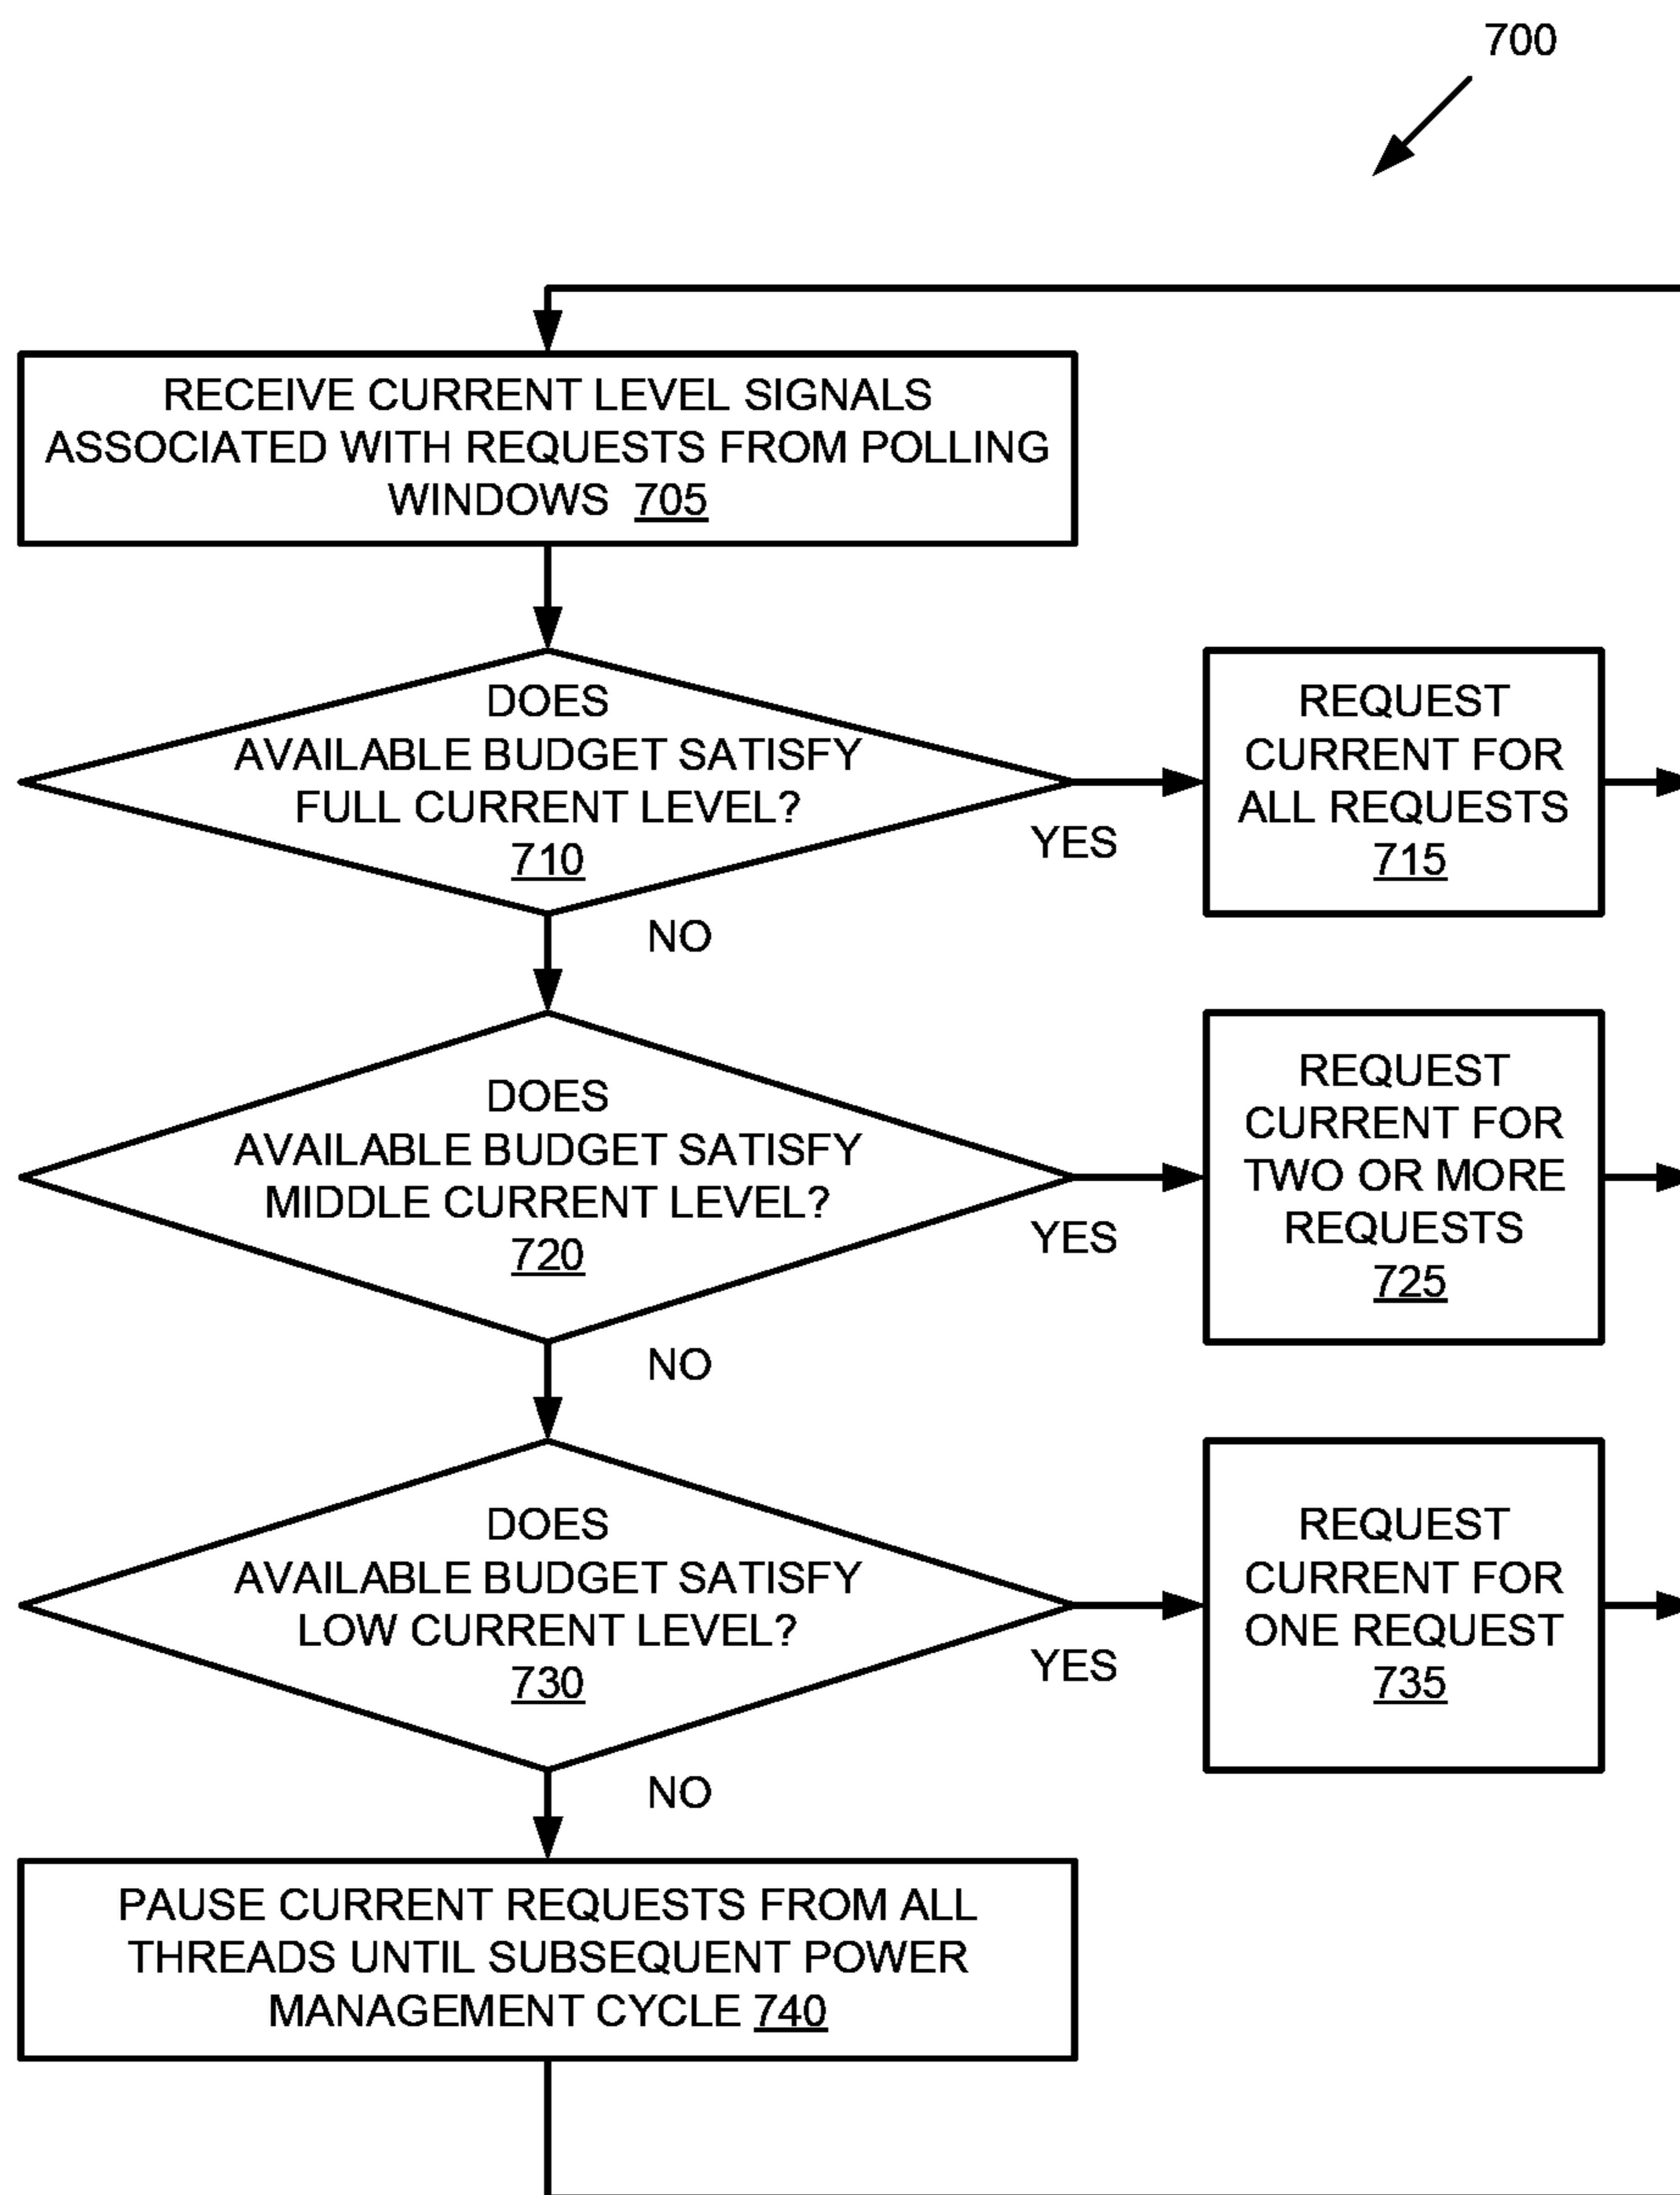 700
RECEIVE CURRENT LEVEL SIGNALS
ASSOCIATED WITH REQUESTS FROM POLLING
WINDOWS 705
DOES
AVAILABLE BUDGET SATISFY
FULL CURRENT LEVEL?
710
YES
NO
REQUEST
CURRENT FOR
ALL REQUESTS
715
DOES
AVAILABLE BUDGET SATISFY
MIDDLE CURRENT LEVEL?
720
YES
NO
REQUEST
CURRENT FOR
TWO OR MORE
REQUESTS
725
DOES
AVAILABLE BUDGET SATISFY
LOW CURRENT LEVEL?
730
YES
NO
REQUEST
CURRENT FOR
ONE REQUEST
735
PAUSE CURRENT REQUESTS FROM ALL
THREADS UNTIL SUBSEQUENT POWER
MANAGEMENT CYCLE 740